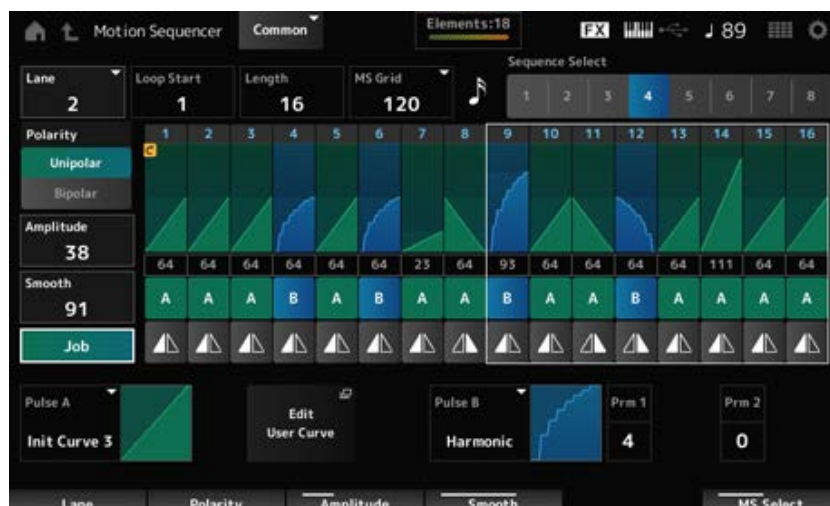 Motion Sequencer Common Elements:18 FX ♩ 89
Sequence Select
Lane Loop Start Length MS Grid
2 1 16 120 1 2 3 4 5 6 7 8
Polarity 1 2 3 4 5 6 7 8 9 10 11 12 13 14 15 16
C
Unipolar
Bipolar
Amplitude
38
64 64 64 64 64 64 23 64 93 64 64 64 64 111 64 64
Smooth
91
A A A B A B A A B A A B A A A A
Job
Pulse A Pulse B Prm 1 Prm 2
Edit
User Curve
Init Curve 3 Harmonic 4 0
Lane Polarity Amplitude Smooth MS Select